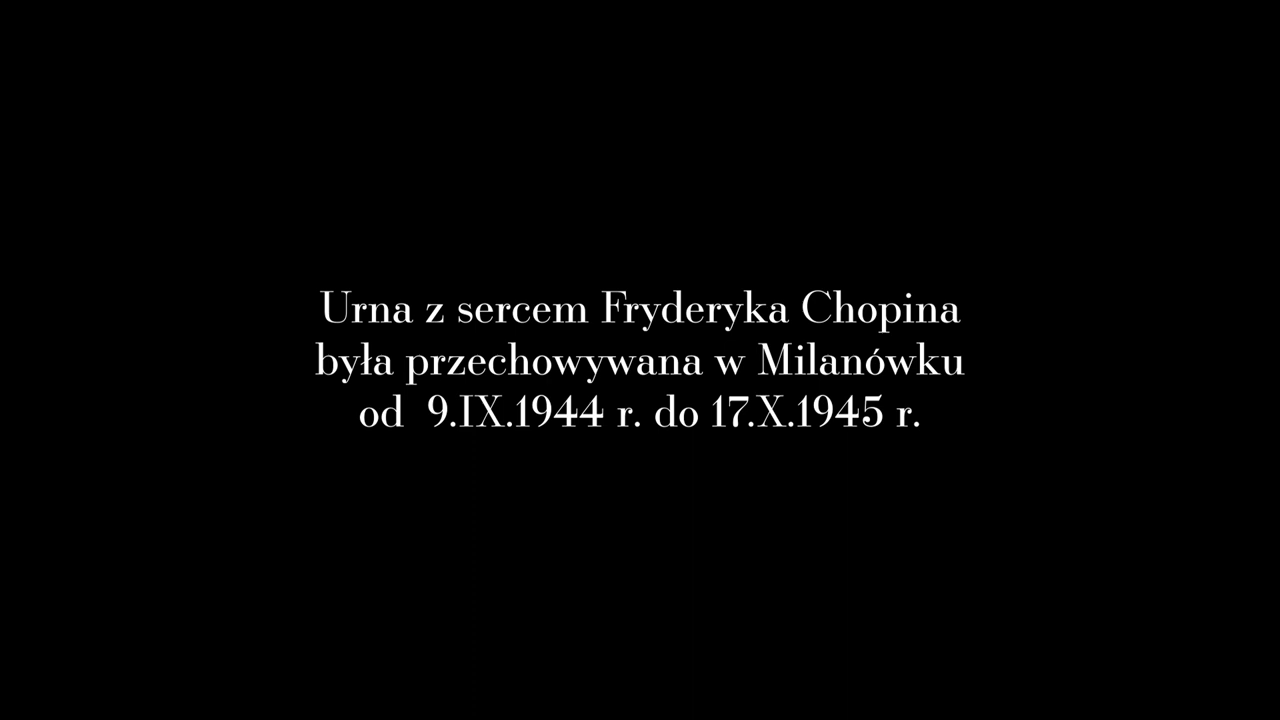 Urna z sercem Fryderyka Chopina
była przechowywana w Milanówku
od  9.IX.1944 r. do 17.X.1945 r.